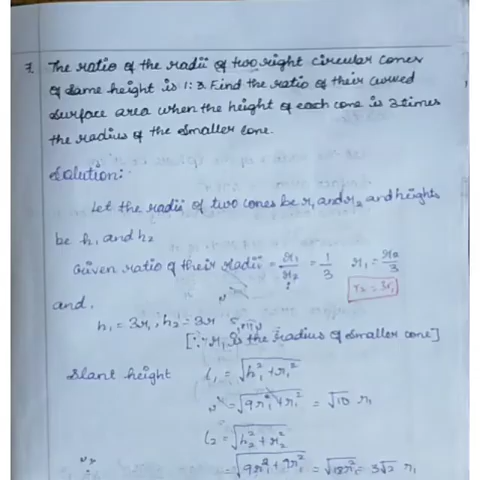 7. The ratio of the radii of two right circular cones
of same height is 1:3. Find the ratio of their curved
surface area when the height of each cone is 3 times
the radius of the smaller cone.
Solution:
Let the radii of two cones be r₁ and r₂ and heights
be h₁ and h₂
Given ratio of their radii = r₁/r₂ = 1/3 r₁ = r₂/3
and. r₂ = 3r₁
h₁ = 3r₁, h₂ = 3r
[∵ r₁ is the radius of smaller cone]
Slant height l₁ = √(h₁² + r₁²)
= √(9r₁² + r₁²) = √10 r₁
l₂ = √(h₂² + r₂²)
= √(9r₁² + 9r₁²) = √(18r₁²) = 3√2 r₁